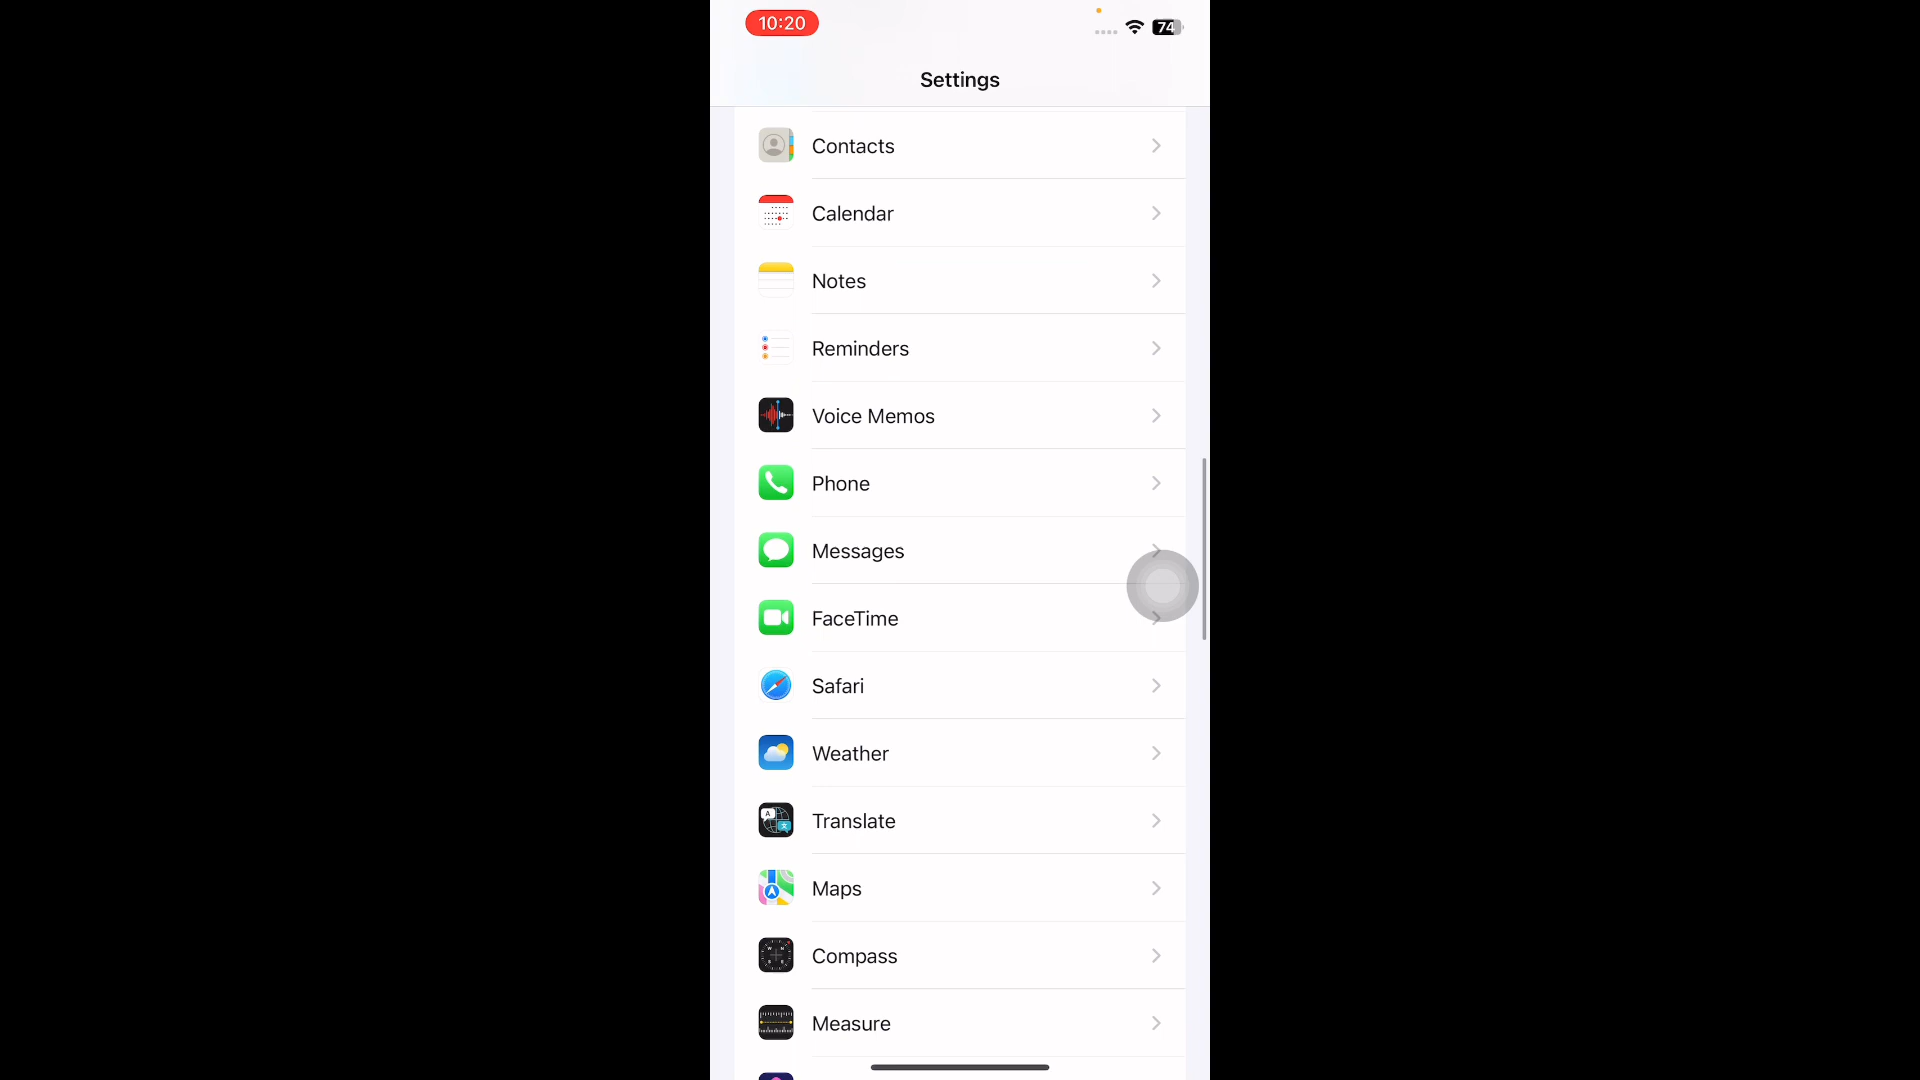 10:20
74
Settings
Contacts
Calendar
Notes
Reminders
Voice Memos
Phone
Messages
FaceTime
Safari
Weather
Translate
Maps
Compass
Measure